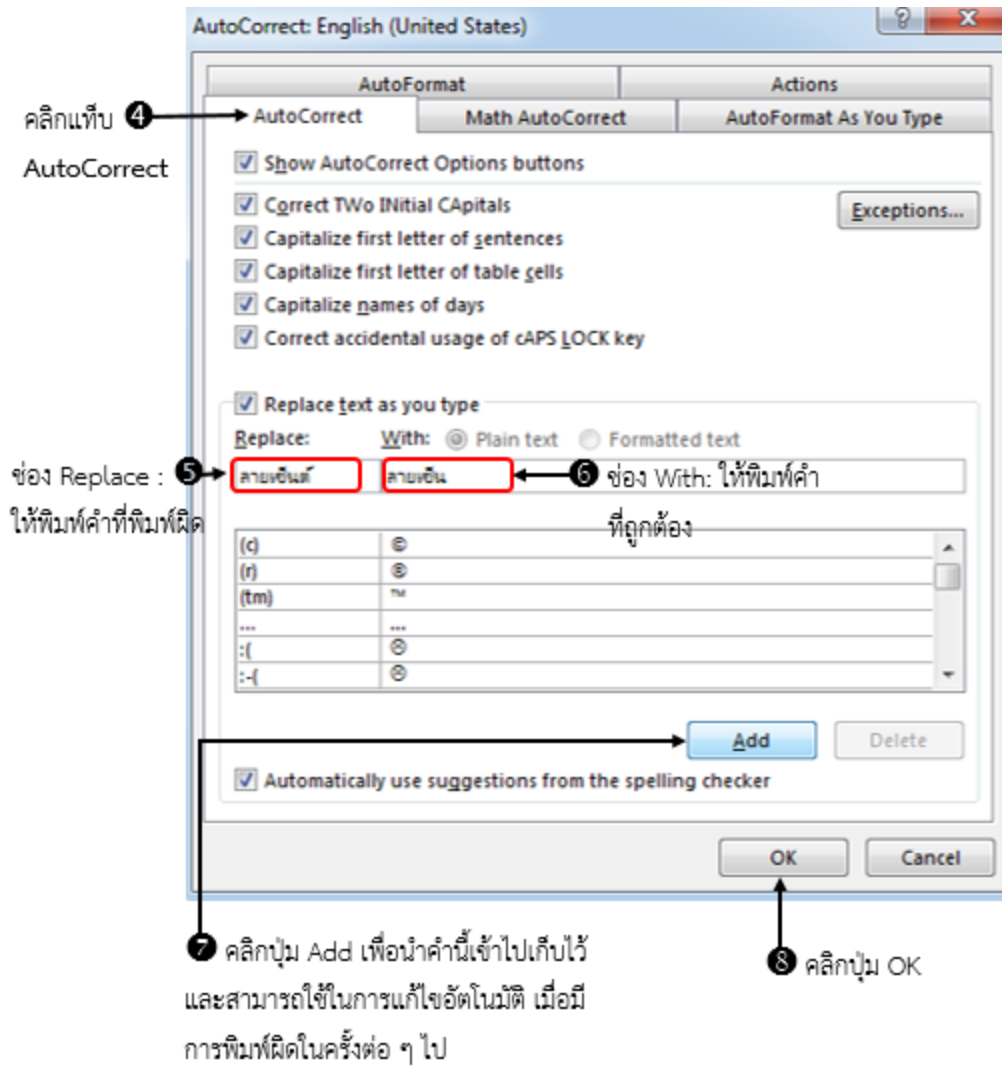 AutoCorrect: English (United States)
AutoFormat Actions
AutoCorrect Math AutoCorrect AutoFormat As You Type
คลิกแท็บ ❹
AutoCorrect
Show AutoCorrect Options buttons
Correct TWo INitial CApitals
Exceptions...
Capitalize first letter of sentences
Capitalize first letter of table cells
Capitalize names of days
Correct accidental usage of cAPS LOCK key
Replace text as you type
Replace: With: Plain text Formatted text
ช่อง Replace : ❺
ให้พิมพ์คำที่พิมพ์ผิด
ลายเซ็นต์ ลายเซ็น
❻ ช่อง With: ให้พิมพ์คำ
ที่ถูกต้อง
(c) ©
(r) ®
(tm) ™
... ...
:( ☹
:-( ☹
Add Delete
Automatically use suggestions from the spelling checker
OK Cancel
❼ คลิกปุ่ม Add เพื่อนำคำนี้เข้าไปเก็บไว้
และสามารถใช้ในการแก้ไขอัตโนมัติ เมื่อมี
การพิมพ์ผิดในครั้งต่อ ๆ ไป
❽ คลิกปุ่ม OK